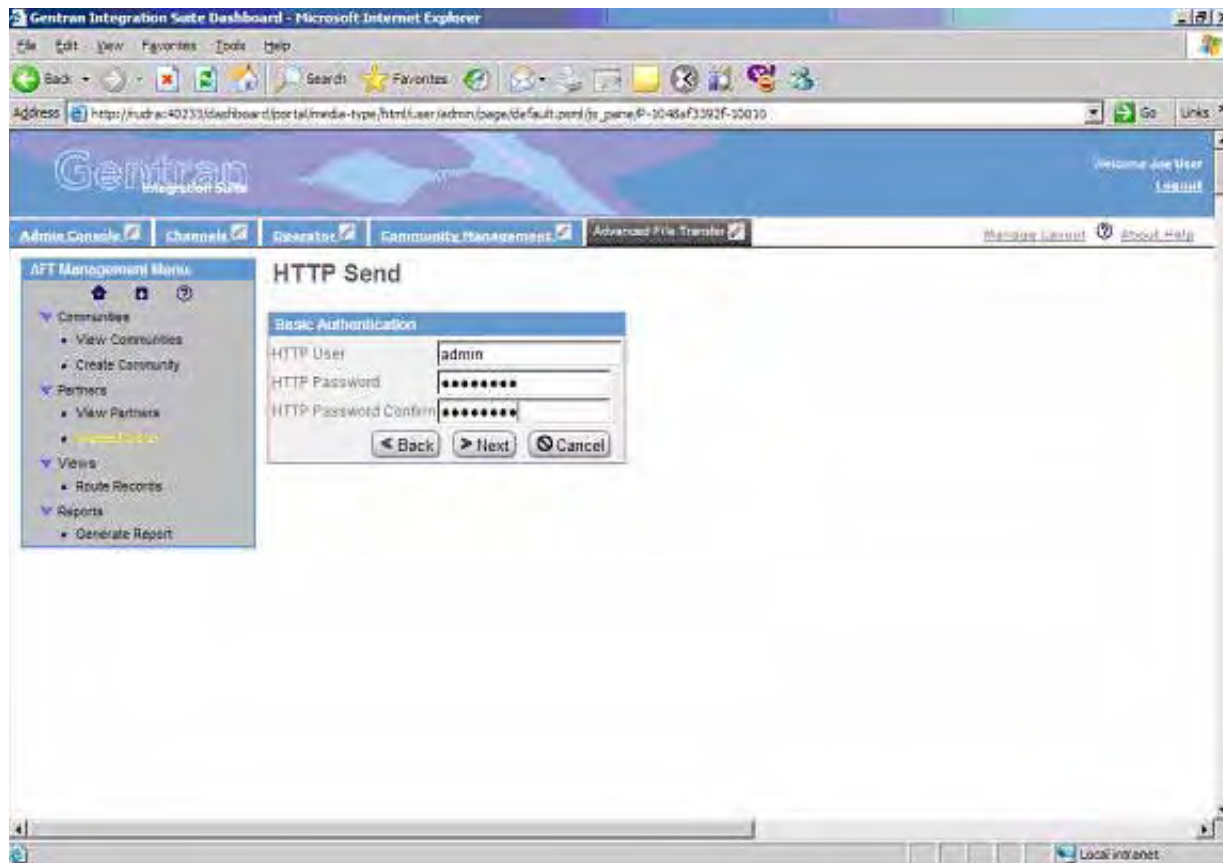 Gentran Integration Suite Dashboard - Microsoft Internet Explorer
File Edit View Favorites Tools Help
Back Search Favorites
Address Go Links
Gentran
Integration Suite
Welcome Joe User
Logout
Admin Console Channels Operator Community Management Advanced File Transfer Manage Layout About Help
AFT Management Menu
Communities
View Communities
Create Community
Partners
View Partners
Views
Route Records
Reports
Generate Report
HTTP Send
Basic Authentication
HTTP User admin
HTTP Password
HTTP Password Confirm
Back Next Cancel
Local intranet